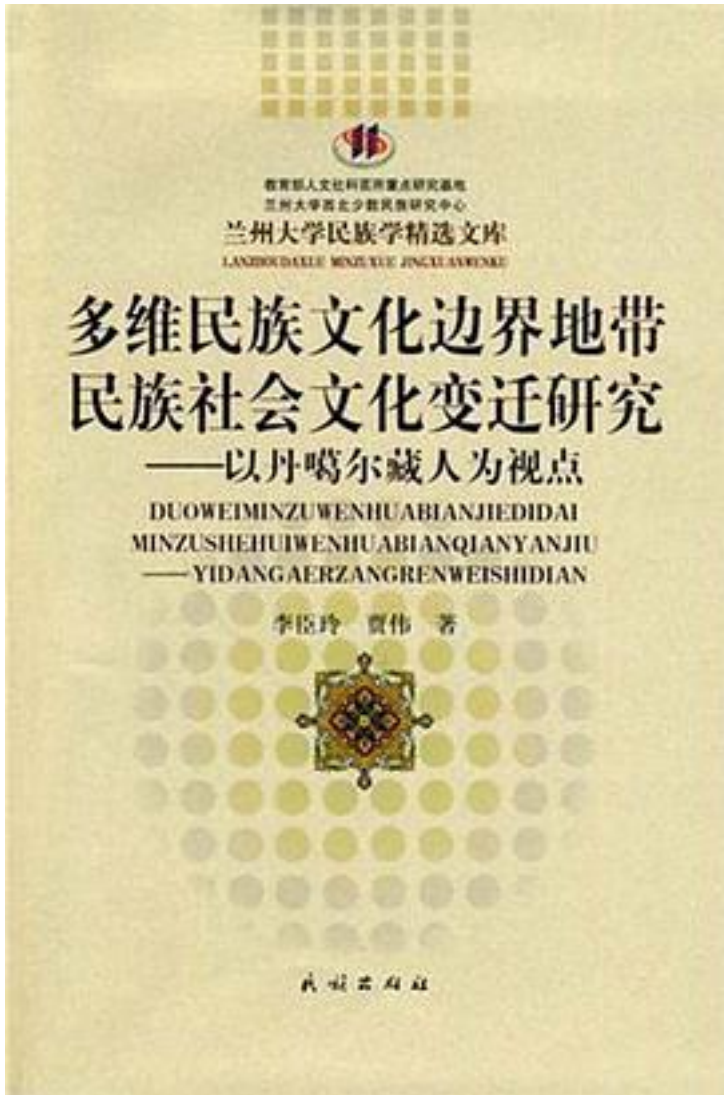 教育部人文社科百所重点研究基地
兰州大学西北少数民族研究中心
兰州大学民族学精选文库
LANZHOUDAXUE MINZUXUE JINGXUANWENKU
多维民族文化边界地带
民族社会文化变迁研究
——以丹噶尔藏人为视点
DUOWEIMINZUWENHUABIANJIEDIDAI
MINZUSHEHUIWENHUABIANQIANYANJIU
——YIDANGAERZANGRENWEISHIDIAN
李臣玲 贾伟 著
民族出版社